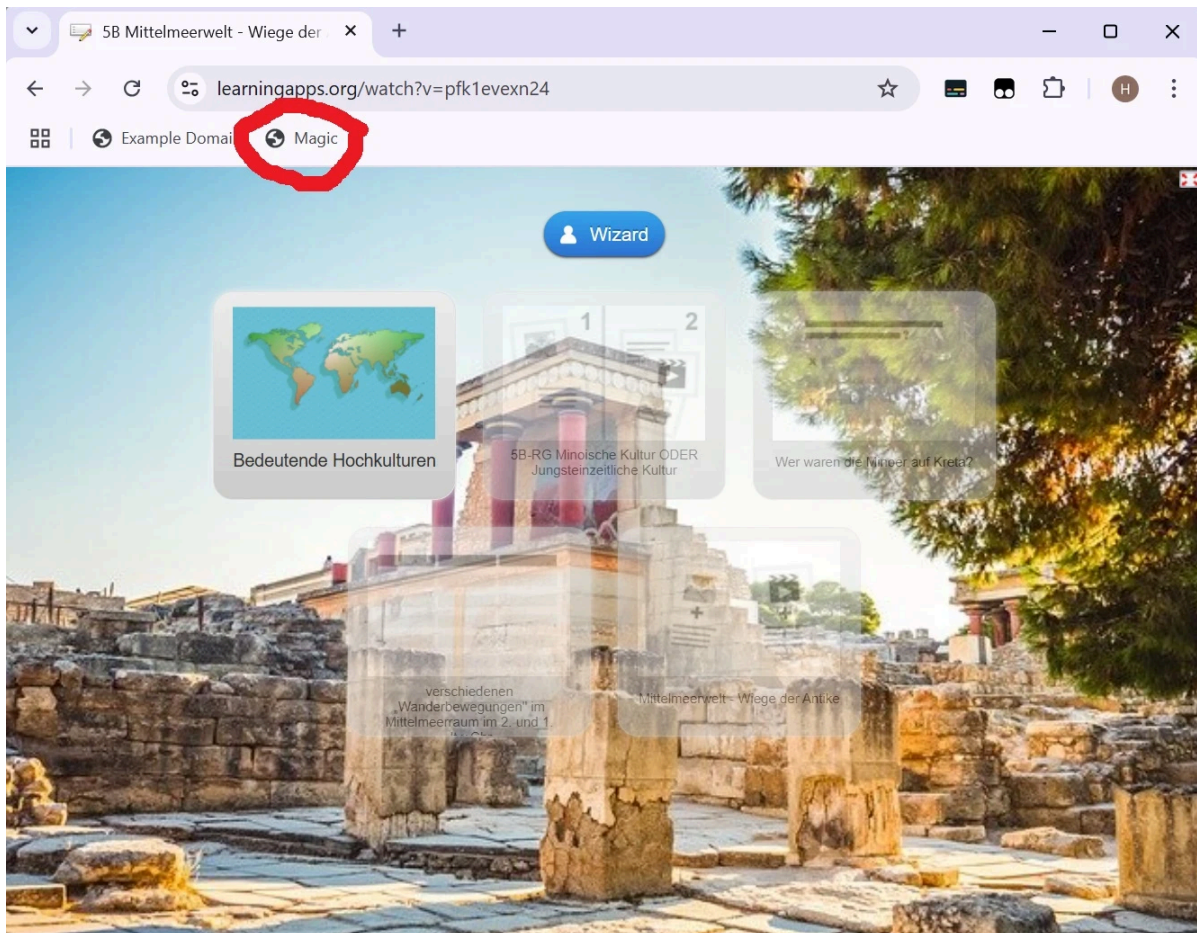 5B Mittelmeerwelt - Wiege der
learningapps.org/watch?v=pfk1evexn24
H
Example Domai
Magic
Wizard
Bedeutende Hochkulturen
1
2
5B-RG Minoische Kultur ODER
Jungsteinzeitliche Kultur
?
Wer waren die Minoer auf Kreta?
verschiedenen
„Wanderbewegungen" im
Mittelmeerraum im 2. und 1.
Mittelmeerwelt - Wiege der Antike